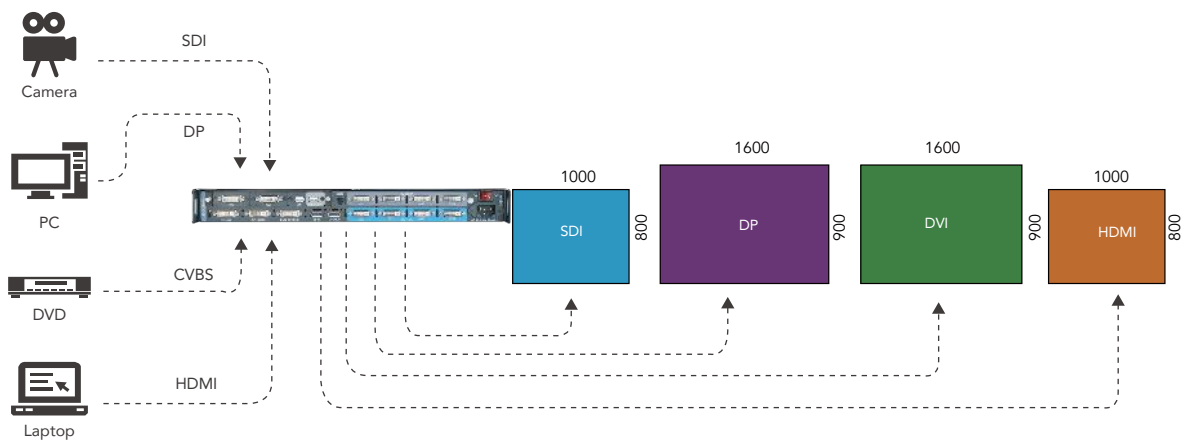 SDI
Camera
DP
PC
CVBS
DVD
HDMI
Laptop
1000
SDI
800
1600
DP
900
1600
DVI
900
1000
HDMI
800